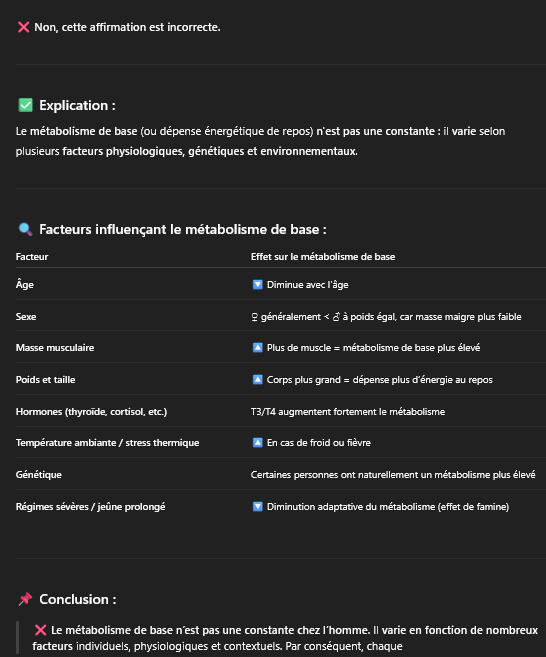 ❌ Non, cette affirmation est incorrecte.
✅ Explication :
Le métabolisme de base (ou dépense énergétique de repos) n'est pas une constante : il varie selon
plusieurs facteurs physiologiques, génétiques et environnementaux.
🔍 Facteurs influençant le métabolisme de base :
Facteur Effet sur le métabolisme de base
Âge 🔽 Diminue avec l'âge
Sexe ♀ généralement < ♂ à poids égal, car masse maigre plus faible
Masse musculaire 🔼 Plus de muscle = métabolisme de base plus élevé
Poids et taille 🔼 Corps plus grand = dépense plus d'énergie au repos
Hormones (thyroïde, cortisol, etc.) T3/T4 augmentent fortement le métabolisme
Température ambiante / stress thermique 🔼 En cas de froid ou fièvre
Génétique Certaines personnes ont naturellement un métabolisme plus élevé
Régimes sévères / jeûne prolongé 🔽 Diminution adaptative du métabolisme (effet de famine)
📌 Conclusion :
❌ Le métabolisme de base n'est pas une constante chez l'homme. Il varie en fonction de nombreux
facteurs individuels, physiologiques et contextuels. Par conséquent, chaque